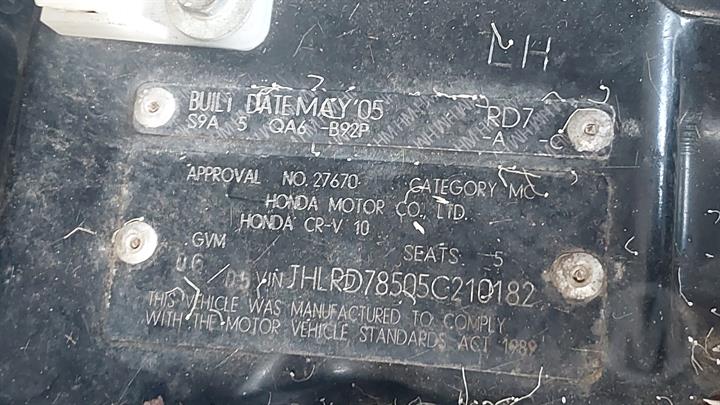 LH
BUILT DATE MAY'05 RD7
S9A 5 QA6 -B92P -A -C
APPROVAL NO. 27670 CATEGORY MC
HONDA MOTOR CO., LTD.
HONDA CR-V 10
GVM SEATS 5
06 05 VIN JHLRD78505C210182
THIS VEHICLE WAS MANUFACTURED TO COMPLY
WITH THE MOTOR VEHICLE STANDARDS ACT 1989